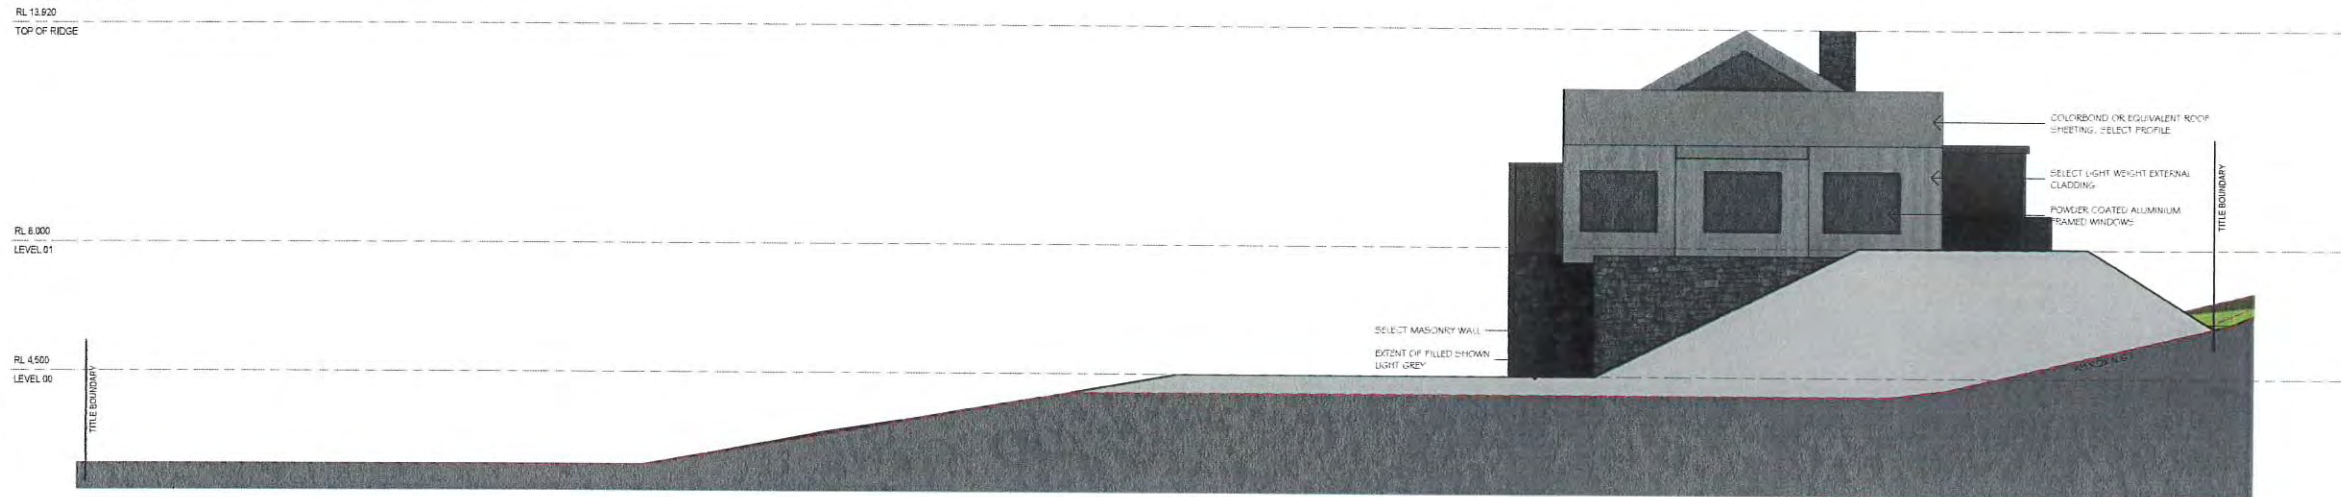 RL 13.920
TOP OF RIDGE
COLORBOND OR EQUIVALENT ROOF
SHEETING, SELECT PROFILE
TITLE BOUNDARY
SELECT LIGHT WEIGHT EXTERNAL
CLADDING
POWDER COATED ALUMINIUM
FRAMED WINDOWS
RL 8.000
LEVEL 01
SELECT MASONRY WALL
EXTENT OF FILLED SHOWN
LIGHT GREY
RL 4.500
LEVEL 00
TITLE BOUNDARY